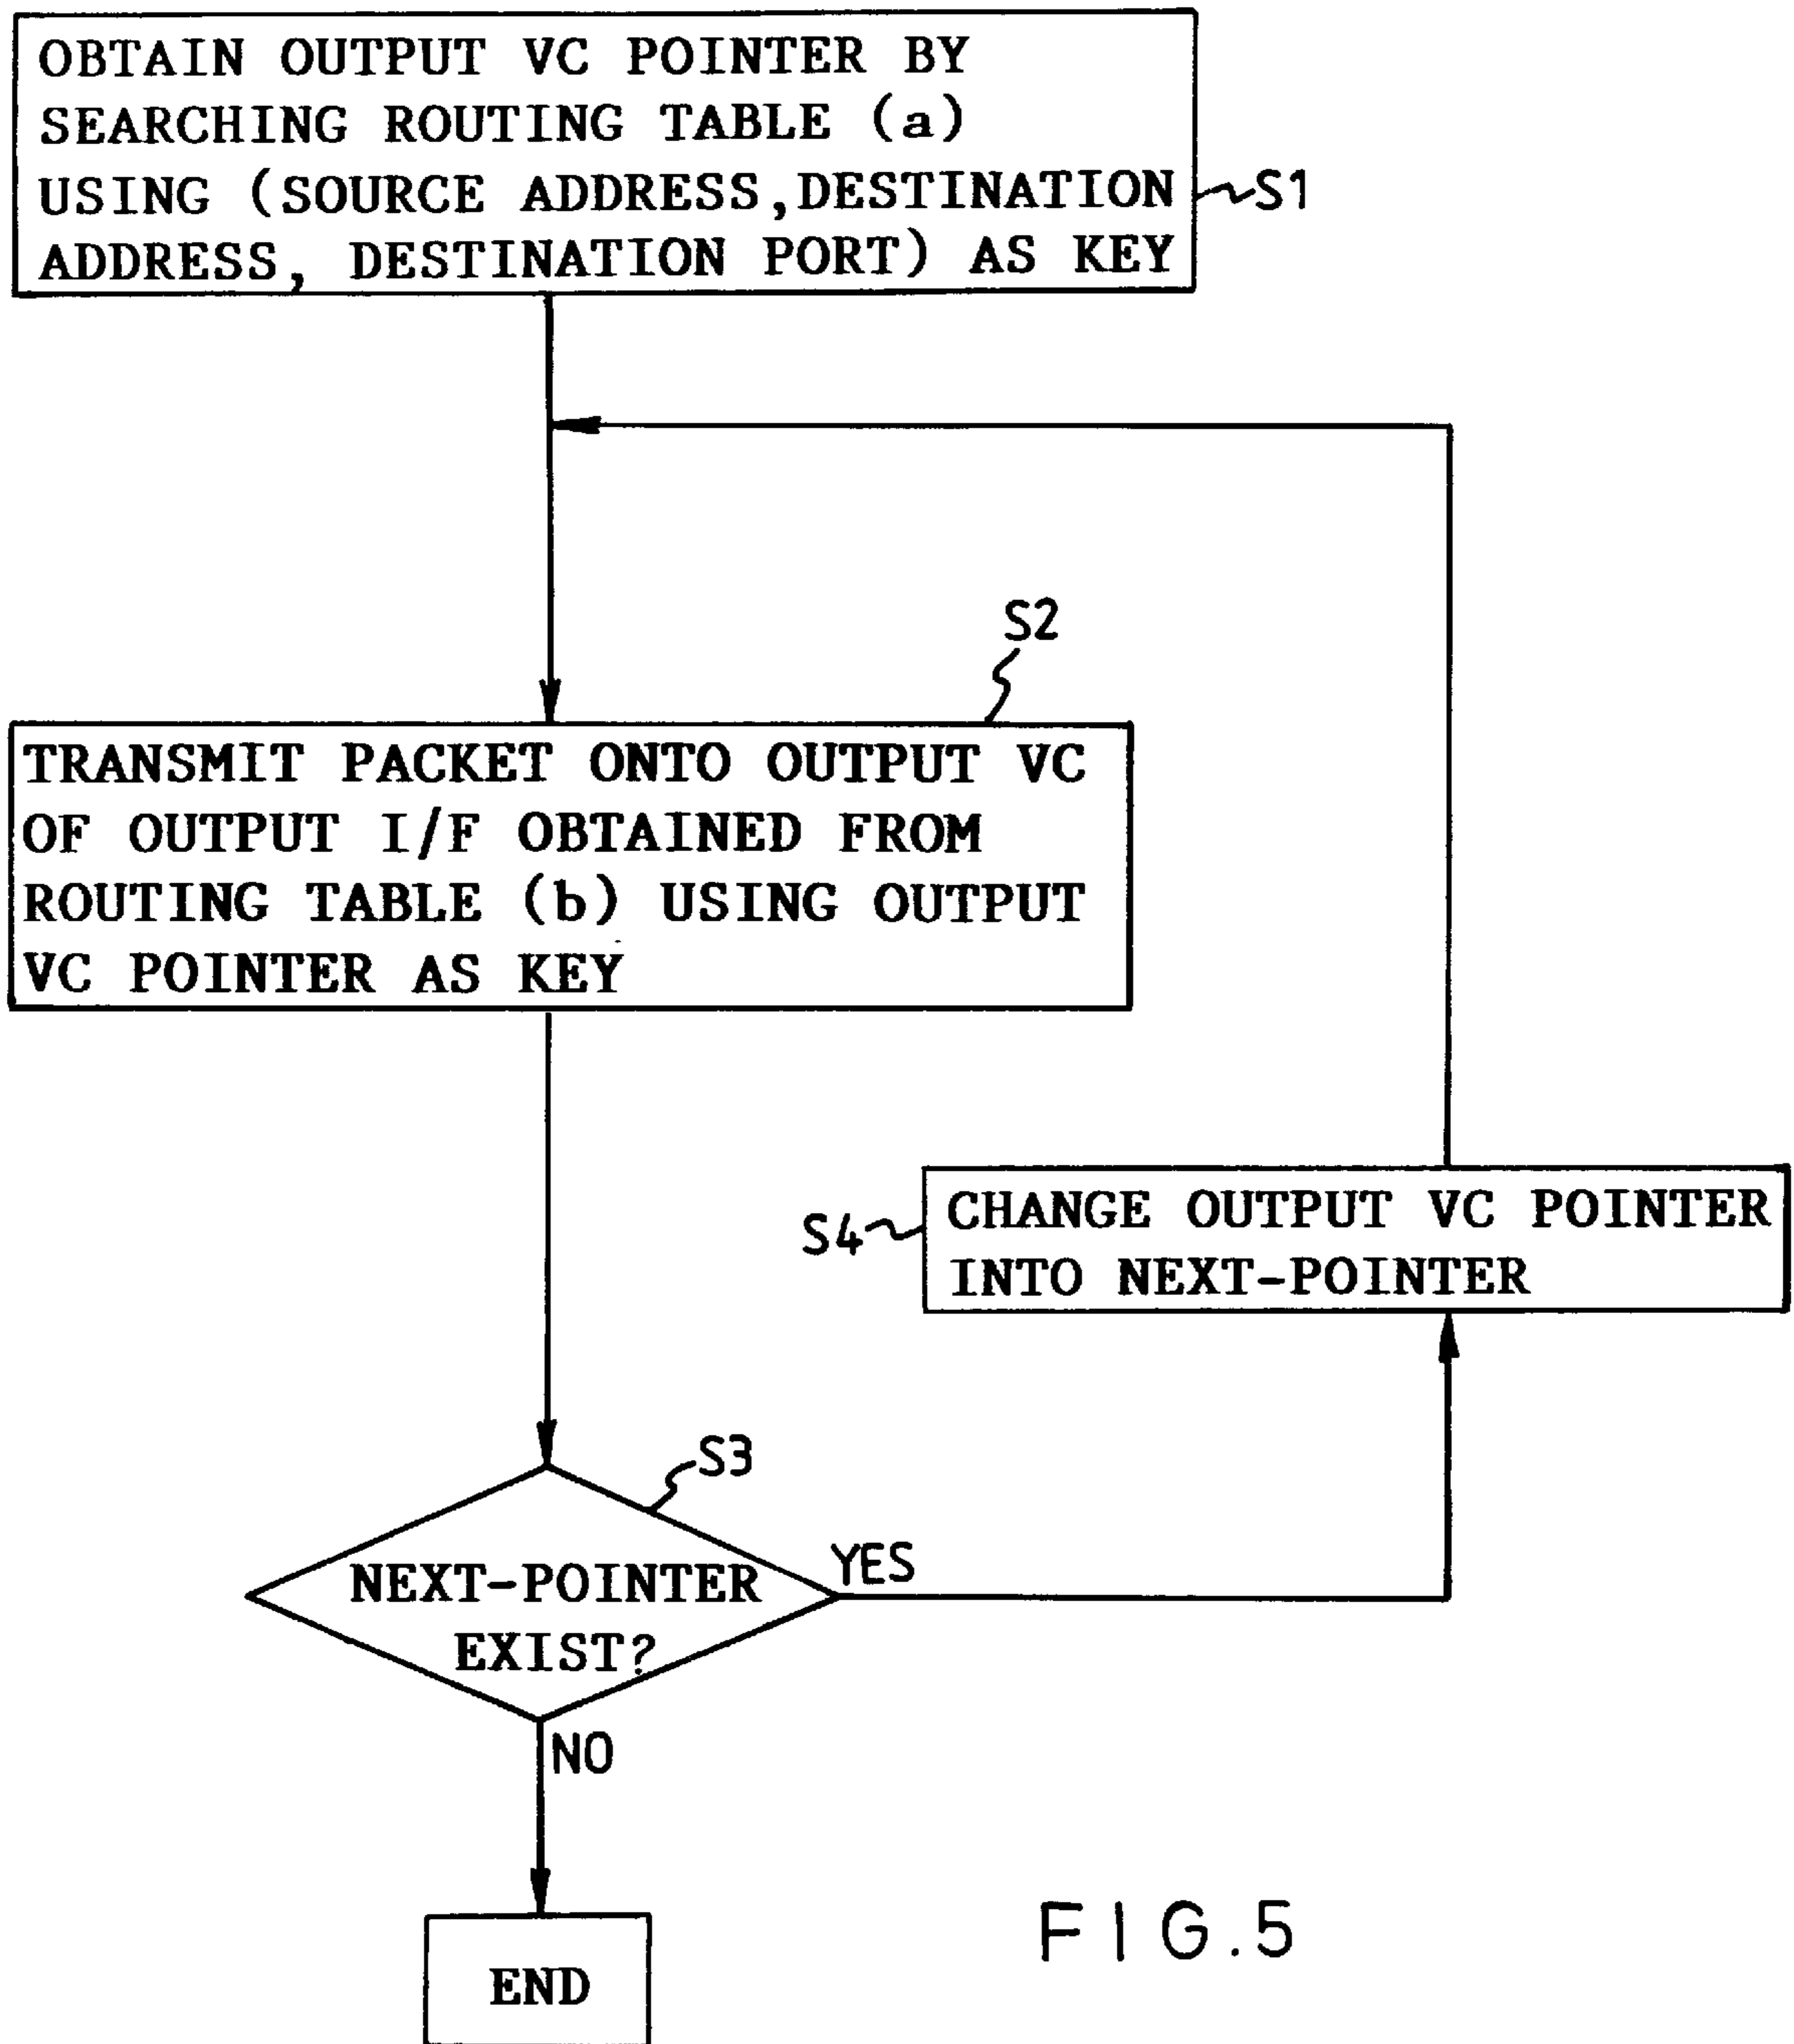 OBTAIN OUTPUT VC POINTER BY
SEARCHING ROUTING TABLE (a)
USING (SOURCE ADDRESS,DESTINATION
ADDRESS, DESTINATION PORT) AS KEY
S1
S2
TRANSMIT PACKET ONTO OUTPUT VC
OF OUTPUT I/F OBTAINED FROM
ROUTING TABLE (b) USING OUTPUT
VC POINTER AS KEY
S4
CHANGE OUTPUT VC POINTER
INTO NEXT-POINTER
S3
NEXT-POINTER
EXIST?
YES
NO
END
FIG.5